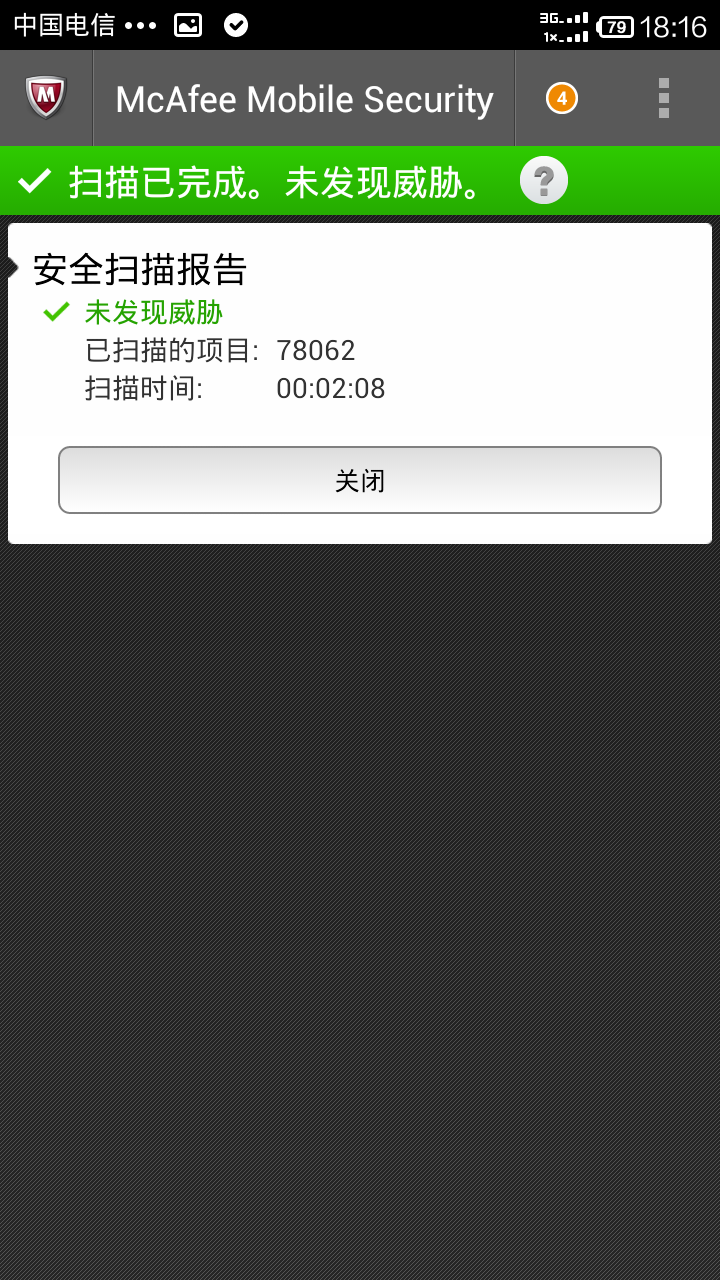 中国电信 ••• 3G 1× 79 18:16
McAfee Mobile Security 4
扫描已完成。未发现威胁。 ?
安全扫描报告
未发现威胁
已扫描的项目: 78062
扫描时间: 00:02:08
关闭